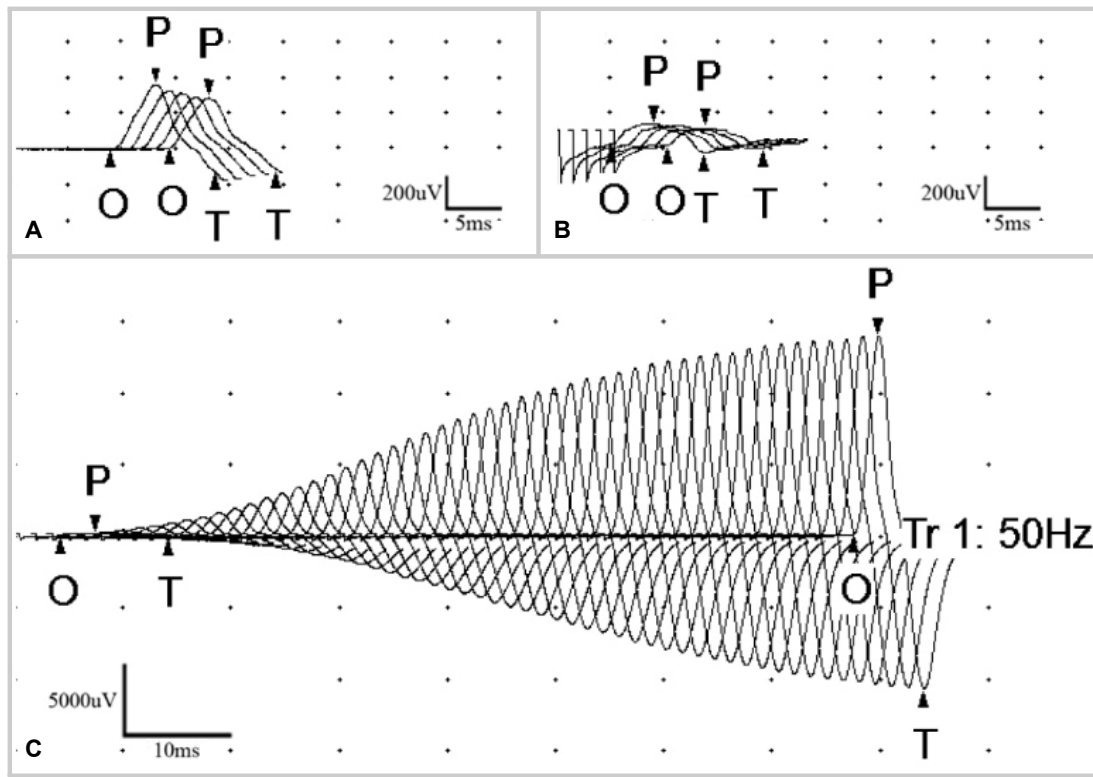 P P
O O T T
200uV
5ms
A
P P
O O T T
200uV
5ms
B
P
P
Tr 1: 50Hz
O T O
5000uV
10ms
T
C